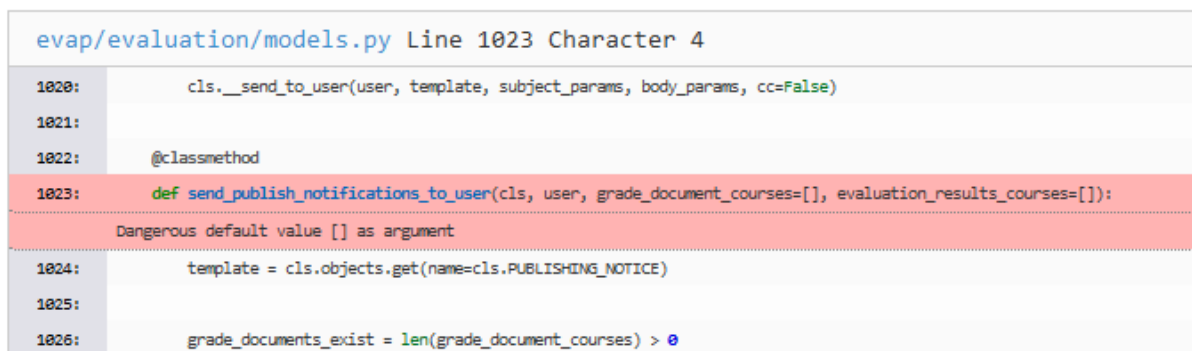 evap/evaluation/models.py Line 1023 Character 4
1020: cls.__send_to_user(user, template, subject_params, body_params, cc=False)
1021:
1022: @classmethod
1023: def send_publish_notifications_to_user(cls, user, grade_document_courses=[], evaluation_results_courses=[]):
Dangerous default value [] as argument
1024: template = cls.objects.get(name=cls.PUBLISHING_NOTICE)
1025:
1026: grade_documents_exist = len(grade_document_courses) > 0